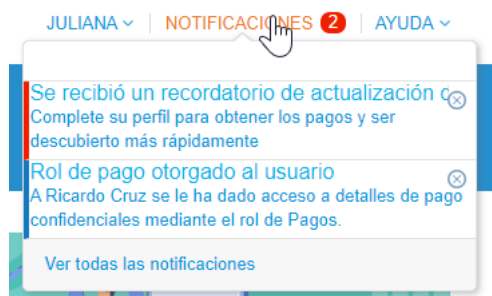 JULIANA NOTIFICACIONES 2 AYUDA
Se recibió un recordatorio de actualización
Complete su perfil para obtener los pagos y ser
descubierto más rápidamente
Rol de pago otorgado al usuario
A Ricardo Cruz se le ha dado acceso a detalles de pago
confidenciales mediante el rol de Pagos.
Ver todas las notificaciones